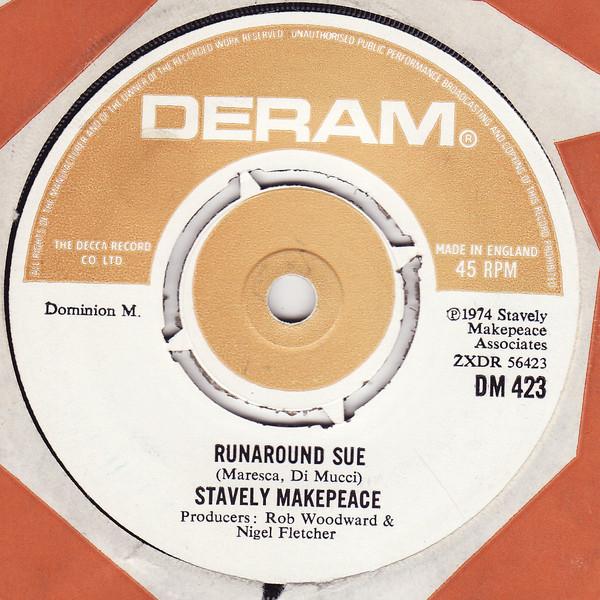 ALL RIGHTS OF THE MANUFACTURER AND OF THE OWNER OF THE RECORDED WORK RESERVED UNAUTHORISED PUBLIC PERFORMANCE BROADCASTING AND COPYING OF THIS RECORD PROHIBITED
DERAM®
THE DECCA RECORD
CO LTD
MADE IN ENGLAND
45 RPM
Dominion M.
℗1974 Stavely
Makepeace
Associates
ZXDR 56423
DM 423
RUNAROUND SUE
(Maresca, Di Mucci)
STAVELY MAKEPEACE
Producers: Rob Woodward &
Nigel Fletcher